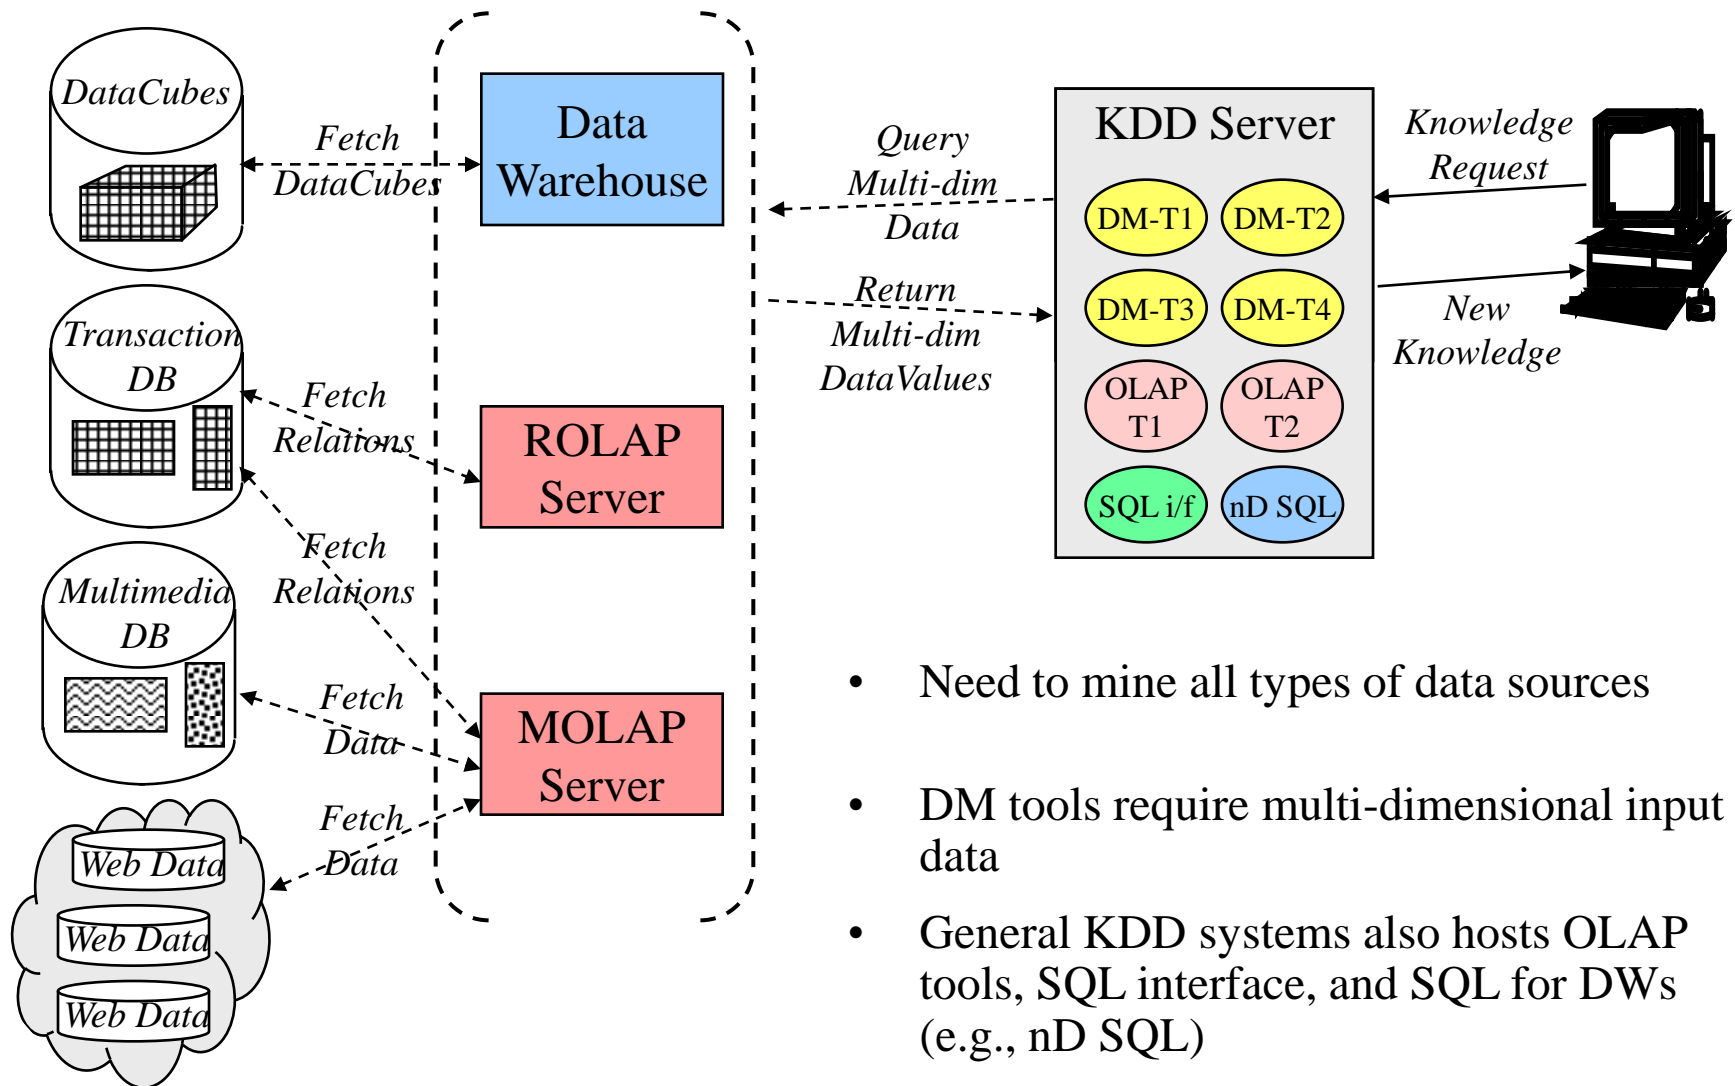 DataCubes
Fetch
DataCubes
Data
Warehouse
Query
Multi-dim
Data
KDD Server
Knowledge
Request
DM-T1
DM-T2
Transaction
DB
Return
Multi-dim
DataValues
DM-T3
DM-T4
New
Knowledge
Fetch
Relations
ROLAP
Server
OLAP
T1
OLAP
T2
SQL i/f
nD SQL
Fetch
Relations
Multimedia
DB
Fetch
Data
MOLAP
Server
Fetch
Data
Web Data
Web Data
Web Data
• Need to mine all types of data sources
• DM tools require multi-dimensional input
data
• General KDD systems also hosts OLAP
tools, SQL interface, and SQL for DWs
(e.g., nD SQL)